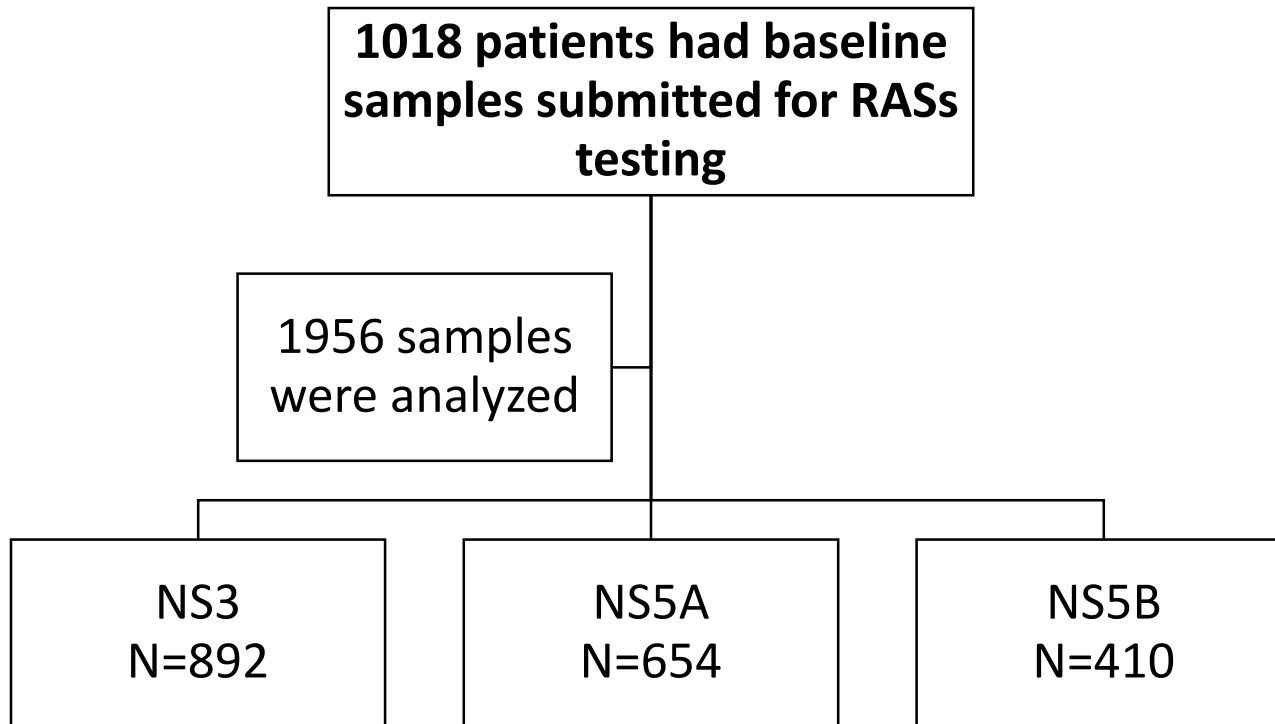 1018 patients had baseline
samples submitted for RASs
testing
1956 samples
were analyzed
NS3
N=892
NS5A
N=654
NS5B
N=410